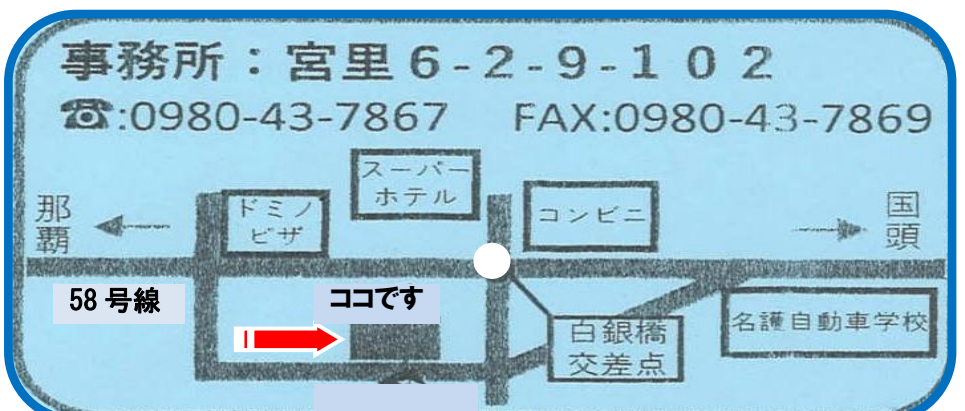 事務所：宮里6-2-9-102
☎:0980-43-7867 FAX:0980-43-7869
スーパー
ホテル
ドミノ
ピザ
コンビニ
那
覇
国
頭
58号線
ココです
白銀橋
交差点
名護自動車学校